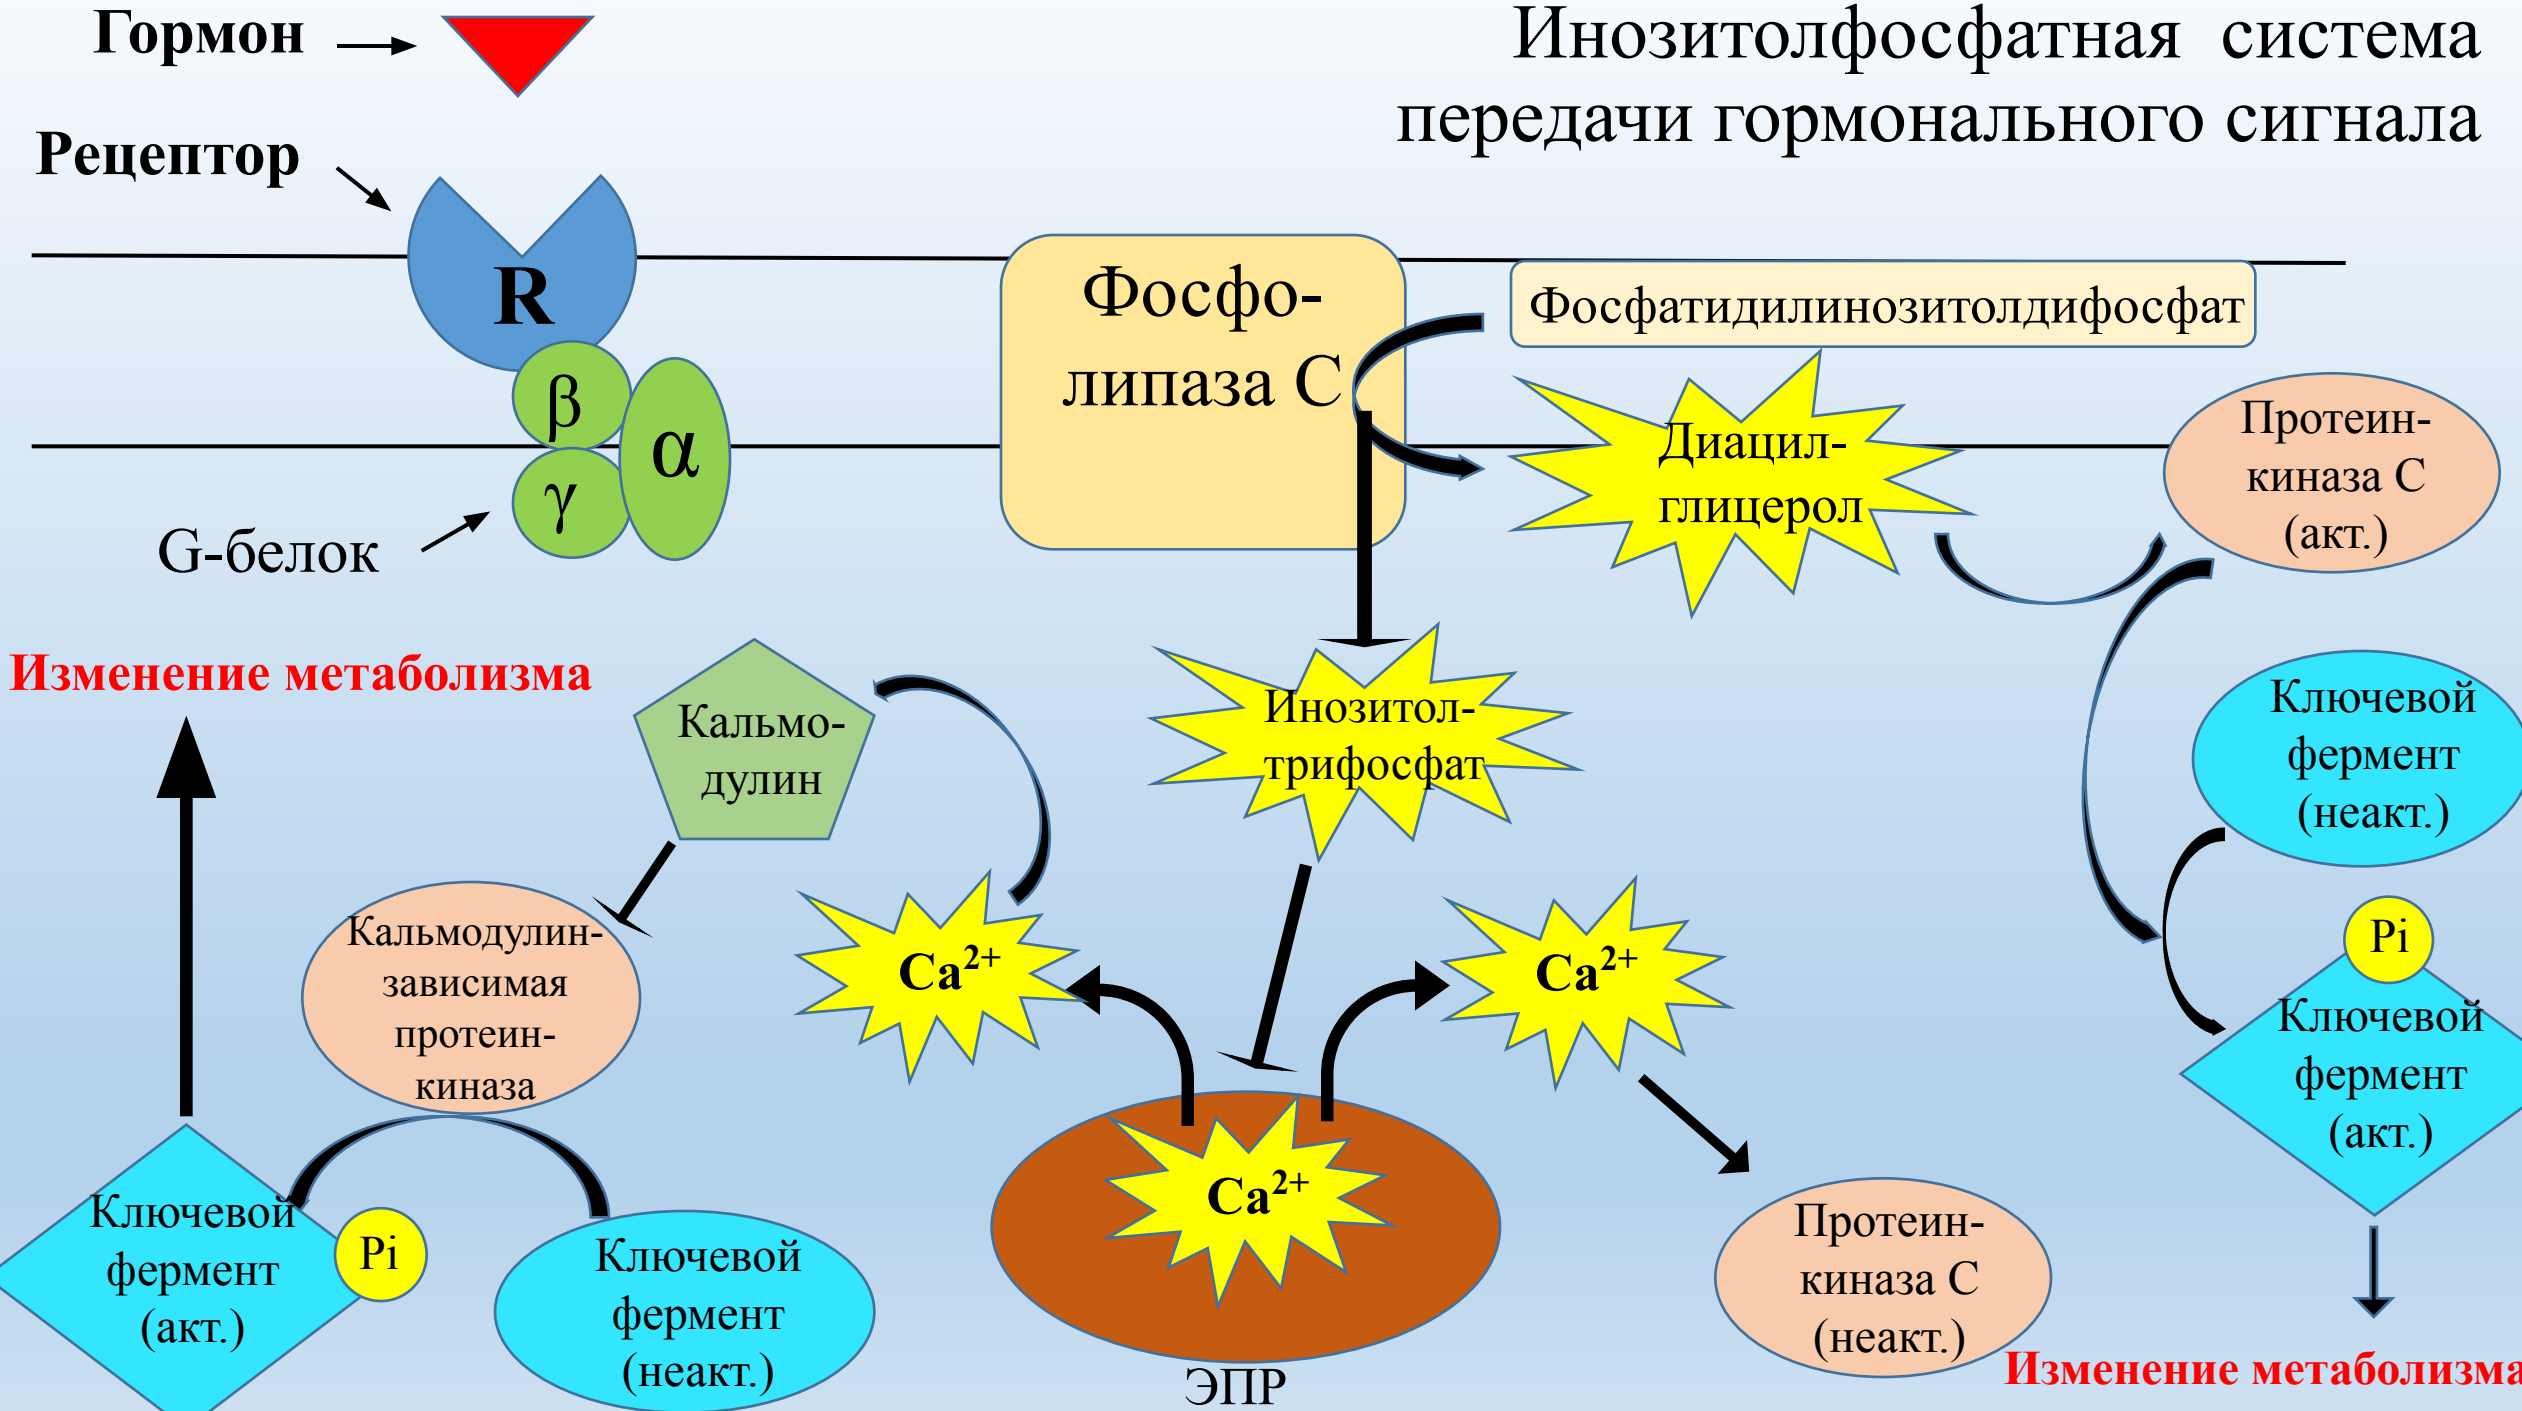 Гормон
Инозитолфосфатная система
передачи гормонального сигнала
Рецептор
R
β
α
γ
G-белок
Фосфо-
липаза С
Фосфатидилинозитолдифосфат
Диацил-
глицерол
Протеин-
киназа С
(акт.)
Изменение метаболизма
Кальмо-
дулин
Инозитол-
трифосфат
Ключевой
фермент
(неакт.)
Кальмодулин-
зависимая
протеин-
киназа
Ca2+
Ca2+
Pi
Ключевой
фермент
(акт.)
Ключевой
фермент
(акт.)
Pi
Ключевой
фермент
(неакт.)
Ca2+
ЭПР
Протеин-
киназа С
(неакт.)
Изменение метаболизма